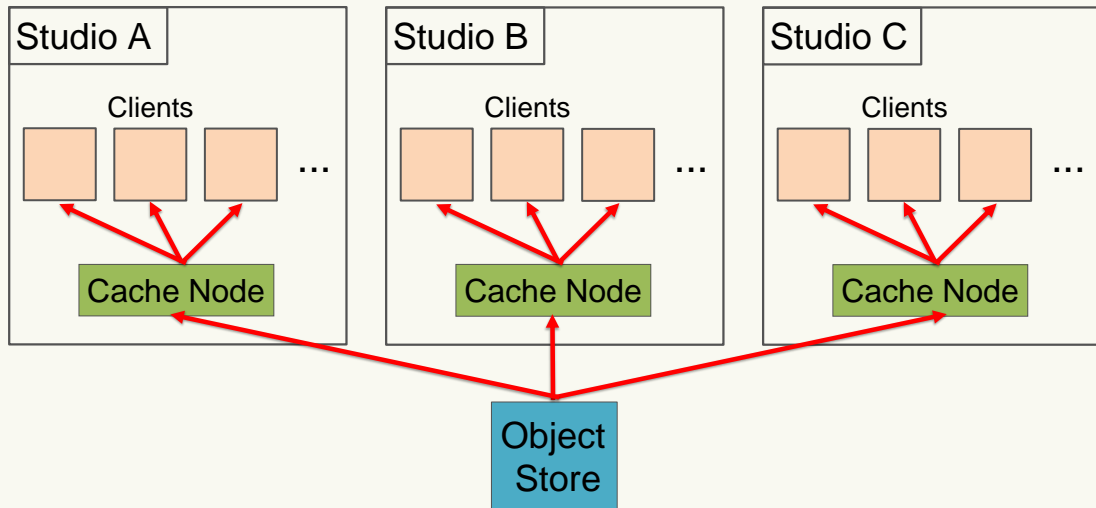 Studio A
Studio B
Studio C
Clients
Clients
Clients
...
...
...
Cache Node
Cache Node
Cache Node
Object
Store